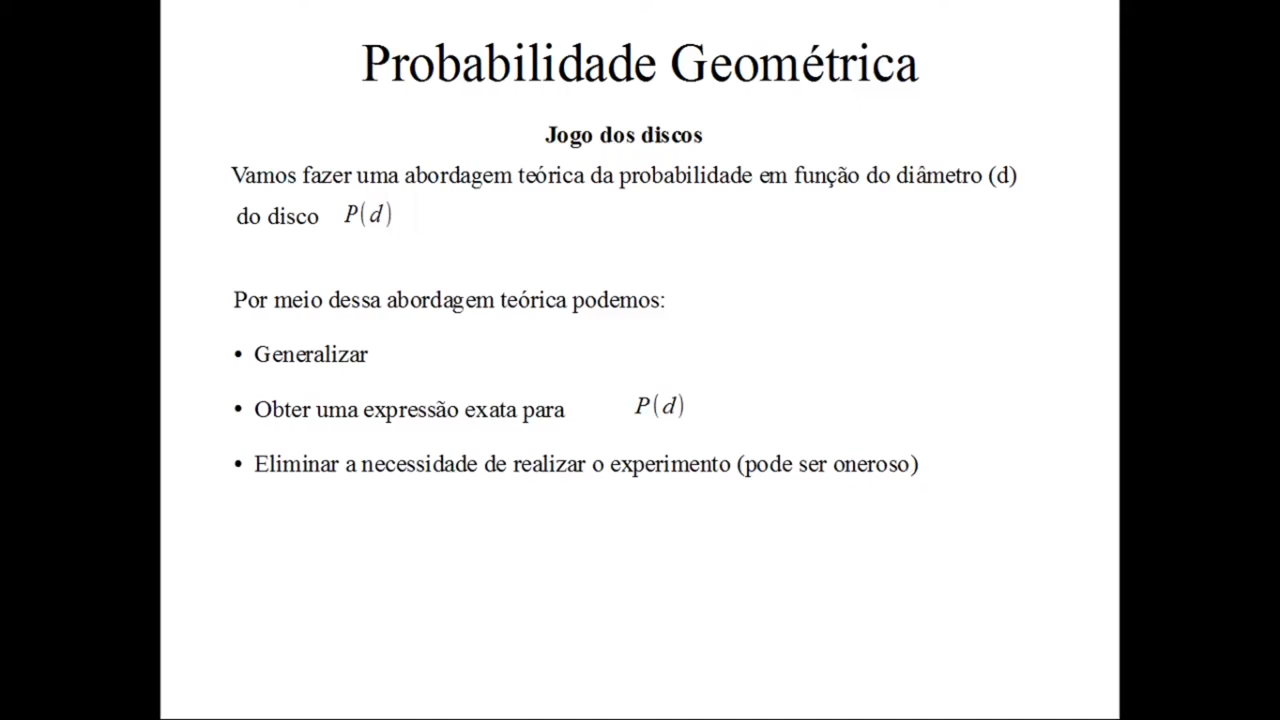 Probabilidade Geométrica
Jogo dos discos
Vamos fazer uma abordagem teórica da probabilidade em função do diâmetro (d)
do disco P(d)
Por meio dessa abordagem teórica podemos:
• Generalizar
• Obter uma expressão exata para P(d)
• Eliminar a necessidade de realizar o experimento (pode ser oneroso)